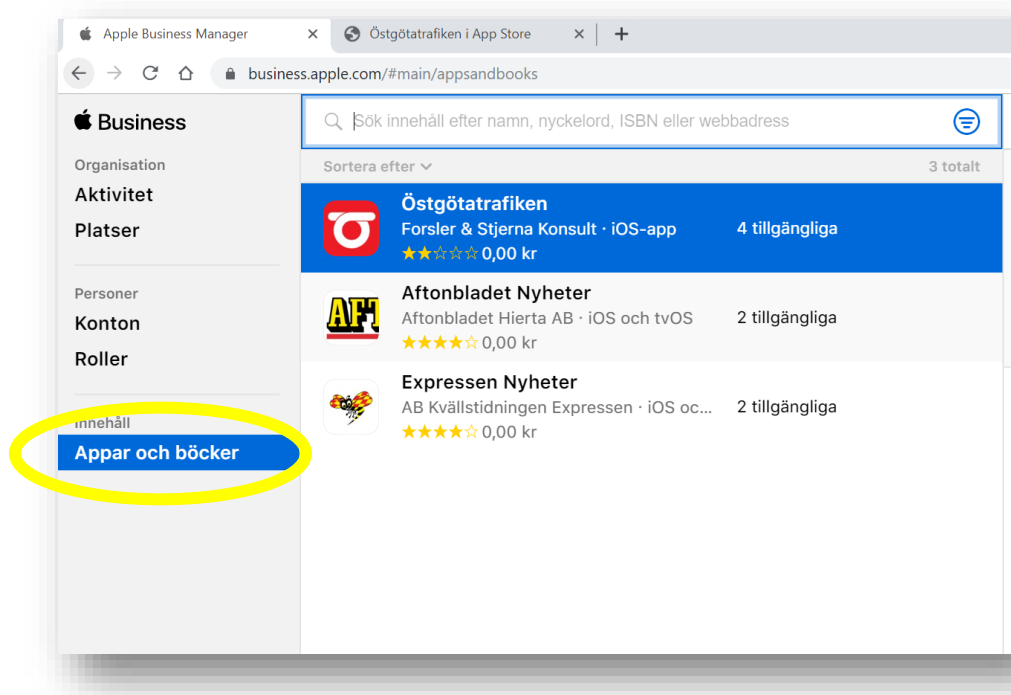 Apple Business Manager
Östgötatrafiken i App Store
business.apple.com/#main/appsandbooks
Business
Organisation
Aktivitet
Platser
Personer
Konton
Roller
Innehåll
Appar och böcker
Sök innehåll efter namn, nyckelord, ISBN eller webbadress
Sortera efter
3 totalt
Östgötatrafiken
Forsler & Stjerna Konsult · iOS-app
4 tillgängliga
★★☆☆☆ 0,00 kr
AFT
Aftonbladet Nyheter
Aftonbladet Hierta AB · iOS och tvOS
2 tillgängliga
★★★★☆ 0,00 kr
Expressen Nyheter
AB Kvällstidningen Expressen · iOS oc...
2 tillgängliga
★★★★☆ 0,00 kr